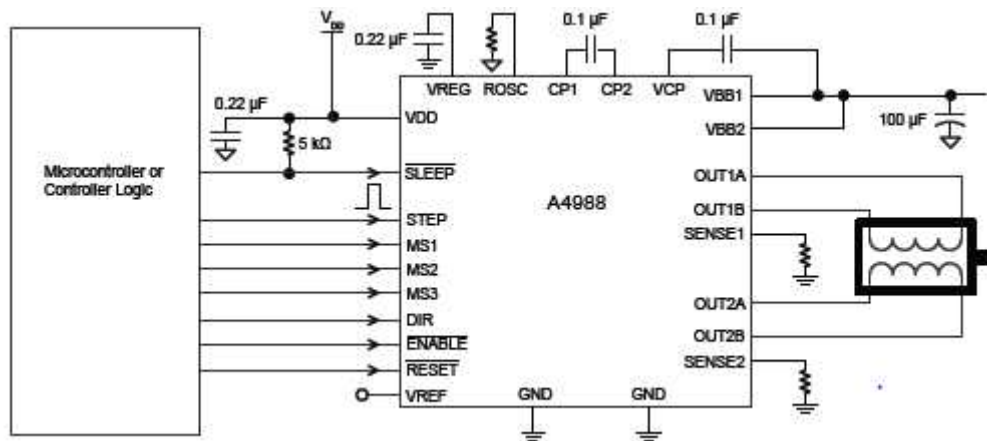 V_DD
0.22 µF
0.1 µF
0.1 µF
VREG ROSC CP1 CP2 VCP
VBB1
0.22 µF
VDD
100 µF
VBB2
5 kΩ
Microcontroller or
Controller Logic
SLEEP
OUT1A
A4988
OUT1B
STEP
SENSE1
MS1
MS2
MS3
OUT2A
DIR
OUT2B
ENABLE
SENSE2
RESET
VREF
GND GND